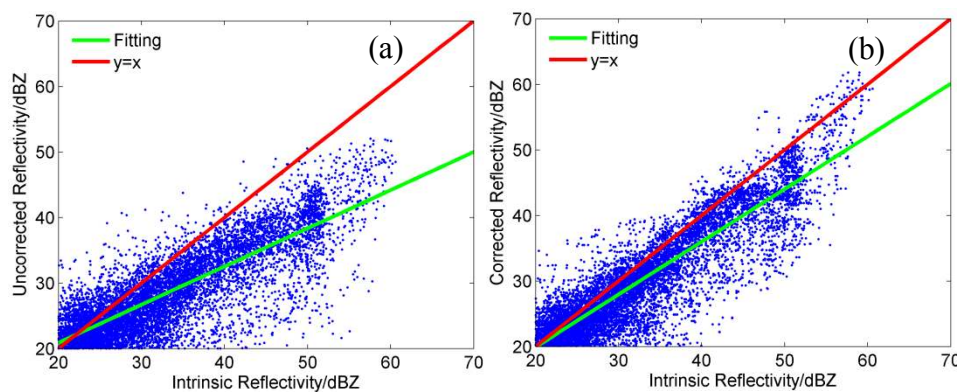 70
60
50
40
30
20
Uncorrected Reflectivity/dBZ
Fitting
y=x
(a)
20 30 40 50 60 70
Intrinsic Reflectivity/dBZ
70
60
50
40
30
20
Corrected Reflectivity/dBZ
Fitting
y=x
(b)
20 30 40 50 60 70
Intrinsic Reflectivity/dBZ